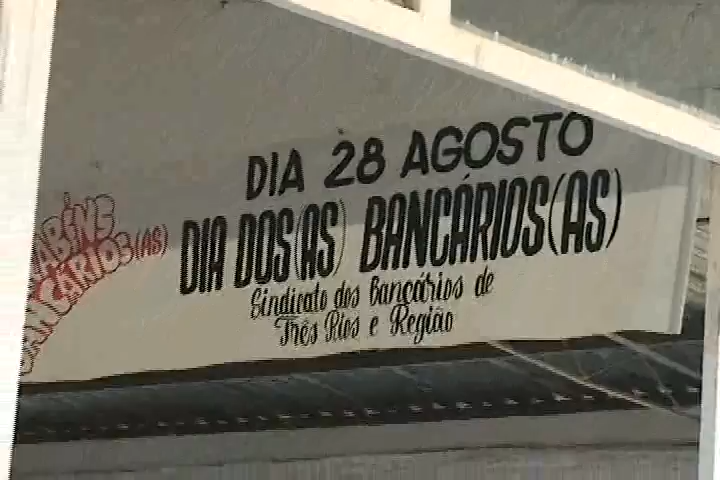 DIA 28 AGOSTO
DIA DOS(AS) BANCÁRIOS(AS)
Sindicato dos Bancários de
Três Rios e Região